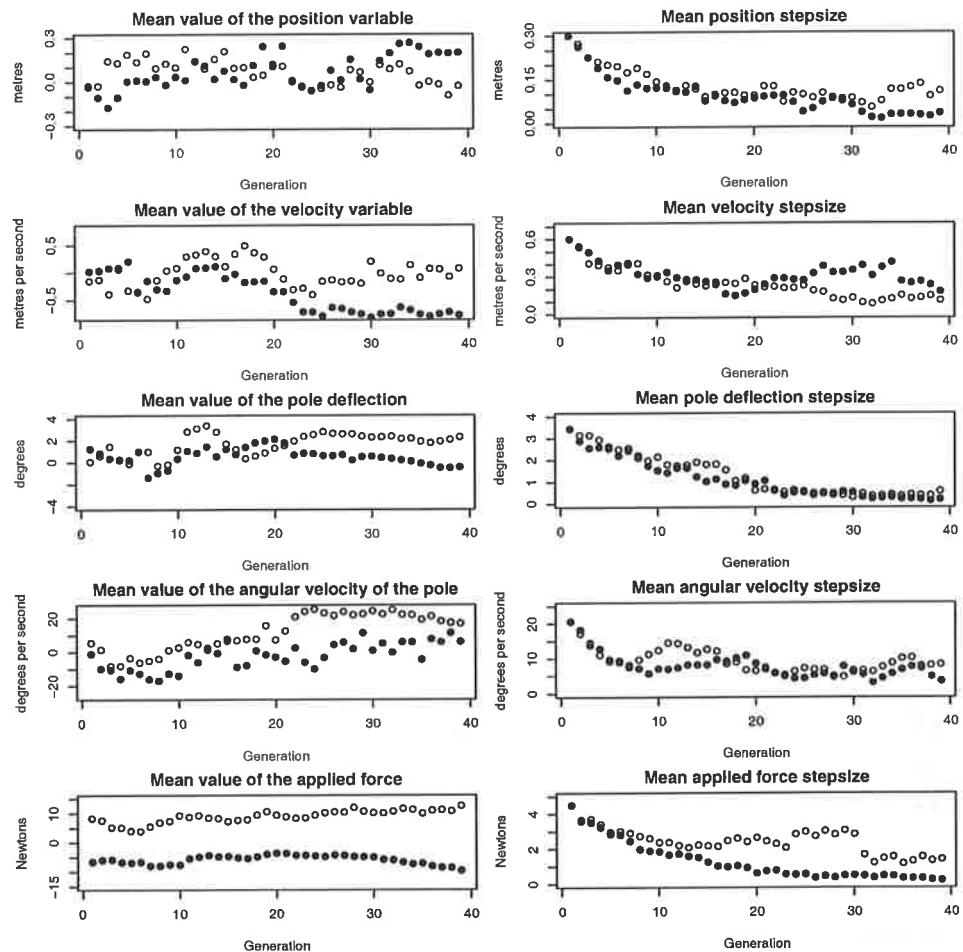 Mean value of the position variable
metres
0.3
0.0
−0.3
0 10 20 30 40
Generation
Mean position stepsize
metres
0.30
0.15
0.00
0 10 20 30 40
Generation
Mean value of the velocity variable
metres per second
0.5
−0.5
0 10 20 30 40
Generation
Mean velocity stepsize
metres per second
0.6
0.3
0.0
0 10 20 30 40
Generation
Mean value of the pole deflection
degrees
4
2
0
−4
0 10 20 30 40
Generation
Mean pole deflection stepsize
degrees
4
3
2
1
0
0 10 20 30 40
Generation
Mean value of the angular velocity of the pole
degrees per second
20
0
−20
0 10 20 30 40
Generation
Mean angular velocity stepsize
degrees per second
20
10
0
0 10 20 30 40
Generation
Mean value of the applied force
Newtons
10
0
−15
0 10 20 30 40
Generation
Mean applied force stepsize
Newtons
4
2
0
0 10 20 30 40
Generation